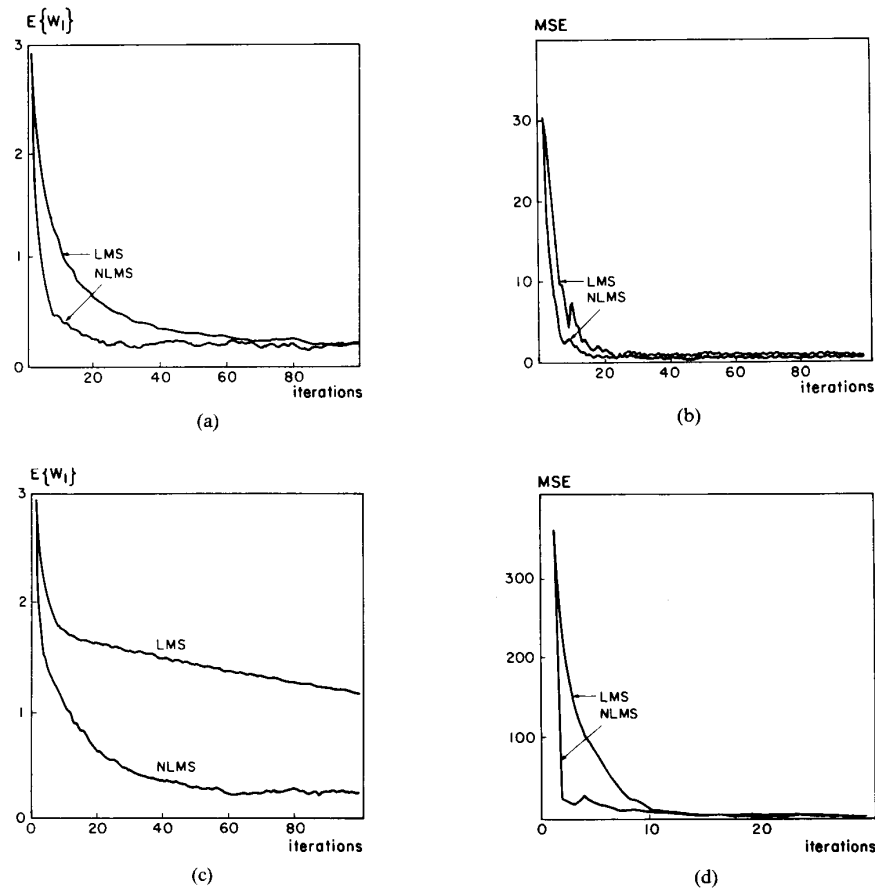 E{W₁}
3
2
1
0
LMS
NLMS
20
40
60
80
iterations
(a)
MSE
30
20
10
0
LMS
NLMS
20
40
60
80
iterations
(b)
E{W₁}
3
2
1
0
LMS
NLMS
0
20
40
60
80
iterations
(c)
MSE
300
200
100
LMS
NLMS
0
10
20
iterations
(d)